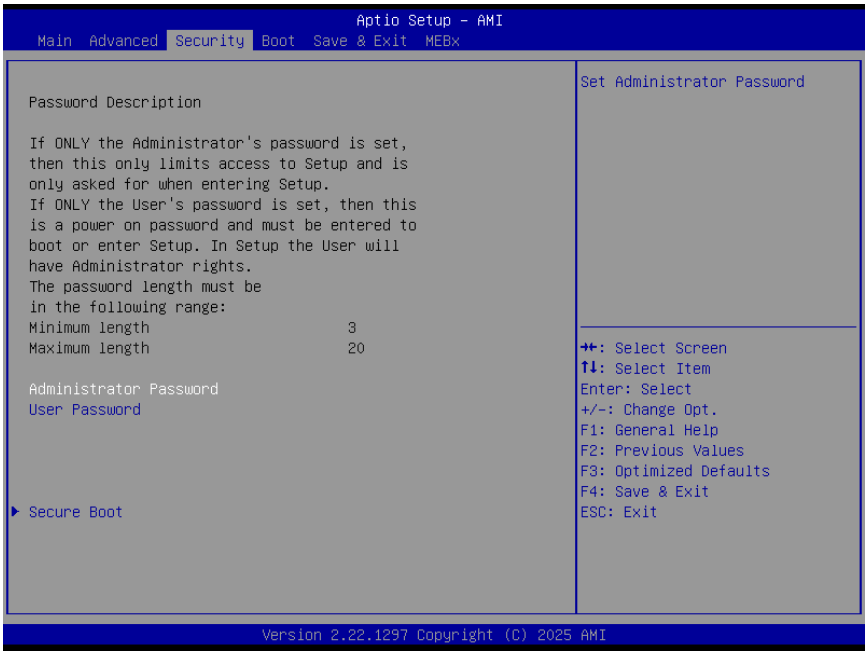 Aptio Setup – AMI
Main Advanced Security Boot Save & Exit MEBx
Password Description
If ONLY the Administrator's password is set,
then this only limits access to Setup and is
only asked for when entering Setup.
If ONLY the User's password is set, then this
is a power on password and must be entered to
boot or enter Setup. In Setup the User will
have Administrator rights.
The password length must be
in the following range:
Minimum length 3
Maximum length 20
Administrator Password
User Password
Secure Boot
Set Administrator Password
→←: Select Screen
↑↓: Select Item
Enter: Select
+/-: Change Opt.
F1: General Help
F2: Previous Values
F3: Optimized Defaults
F4: Save & Exit
ESC: Exit
Version 2.22.1297 Copyright (C) 2025 AMI